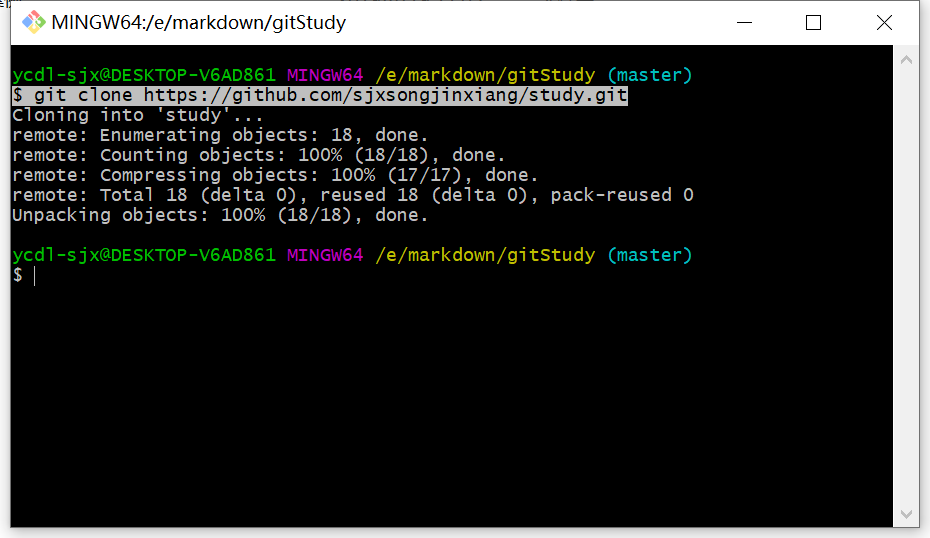 MINGW64:/e/markdown/gitStudy
ycdl-sjx@DESKTOP-V6AD861 MINGW64 /e/markdown/gitStudy (master)
$ git clone https://github.com/sjxsongjinxiang/study.git
Cloning into 'study'...
remote: Enumerating objects: 18, done.
remote: Counting objects: 100% (18/18), done.
remote: Compressing objects: 100% (17/17), done.
remote: Total 18 (delta 0), reused 18 (delta 0), pack-reused 0
Unpacking objects: 100% (18/18), done.
ycdl-sjx@DESKTOP-V6AD861 MINGW64 /e/markdown/gitStudy (master)
$